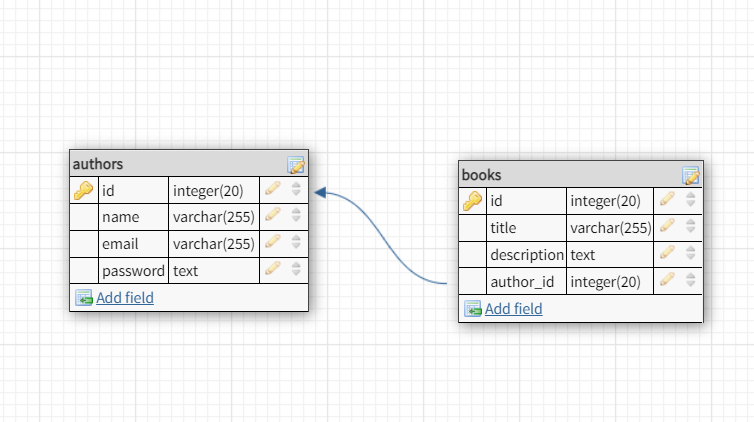 authors
id integer(20)
name varchar(255)
email varchar(255)
password text
Add field
books
id integer(20)
title varchar(255)
description text
author_id integer(20)
Add field